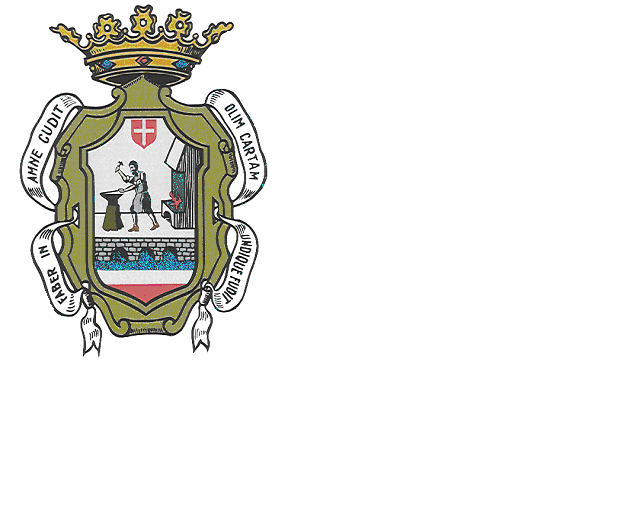 FABER IN
AMNE CUDIT
OLIM CARTAM
UNDIQUE FUDIT